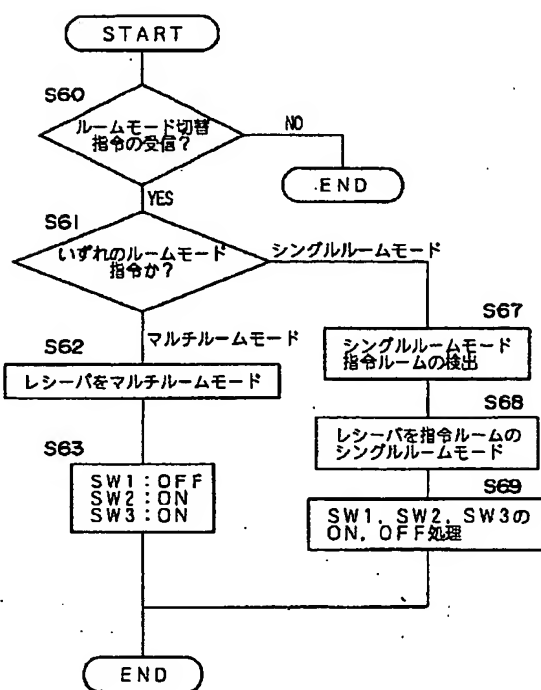 START
S60
ルームモード切替
指令の受信?
NO
END
YES
S61
いずれのルームモード
指令か?
シングルルームモード
マルチルームモード
S62
レシーバをマルチルームモード
S63
SW1:OFF
SW2:ON
SW3:ON
S67
シングルルームモード
指令ルームの検出
S68
レシーバを指令ルームの
シングルルームモード
S69
SW1, SW2, SW3の
ON, OFF処理
END